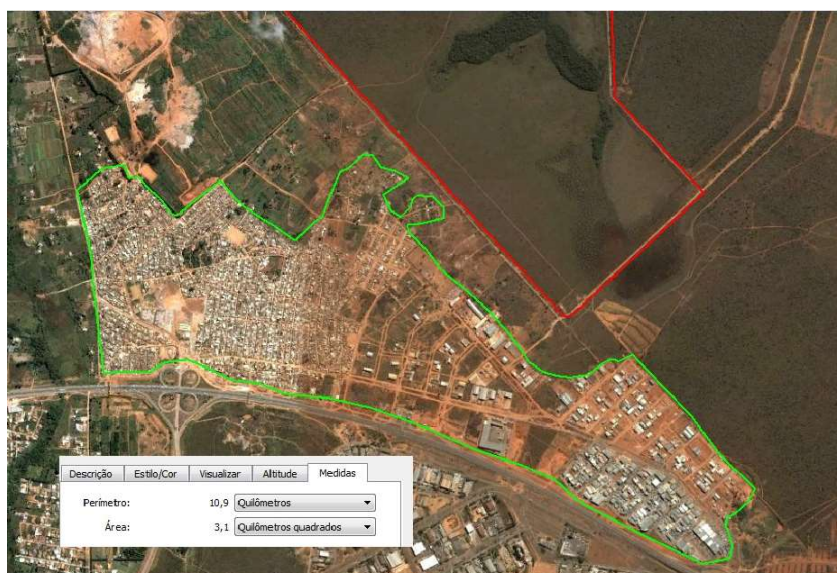 Descrição Estilo/Cor Visualizar Altitude Medidas
Perímetro: 10,9 Quilômetros
Área: 3,1 Quilômetros quadrados